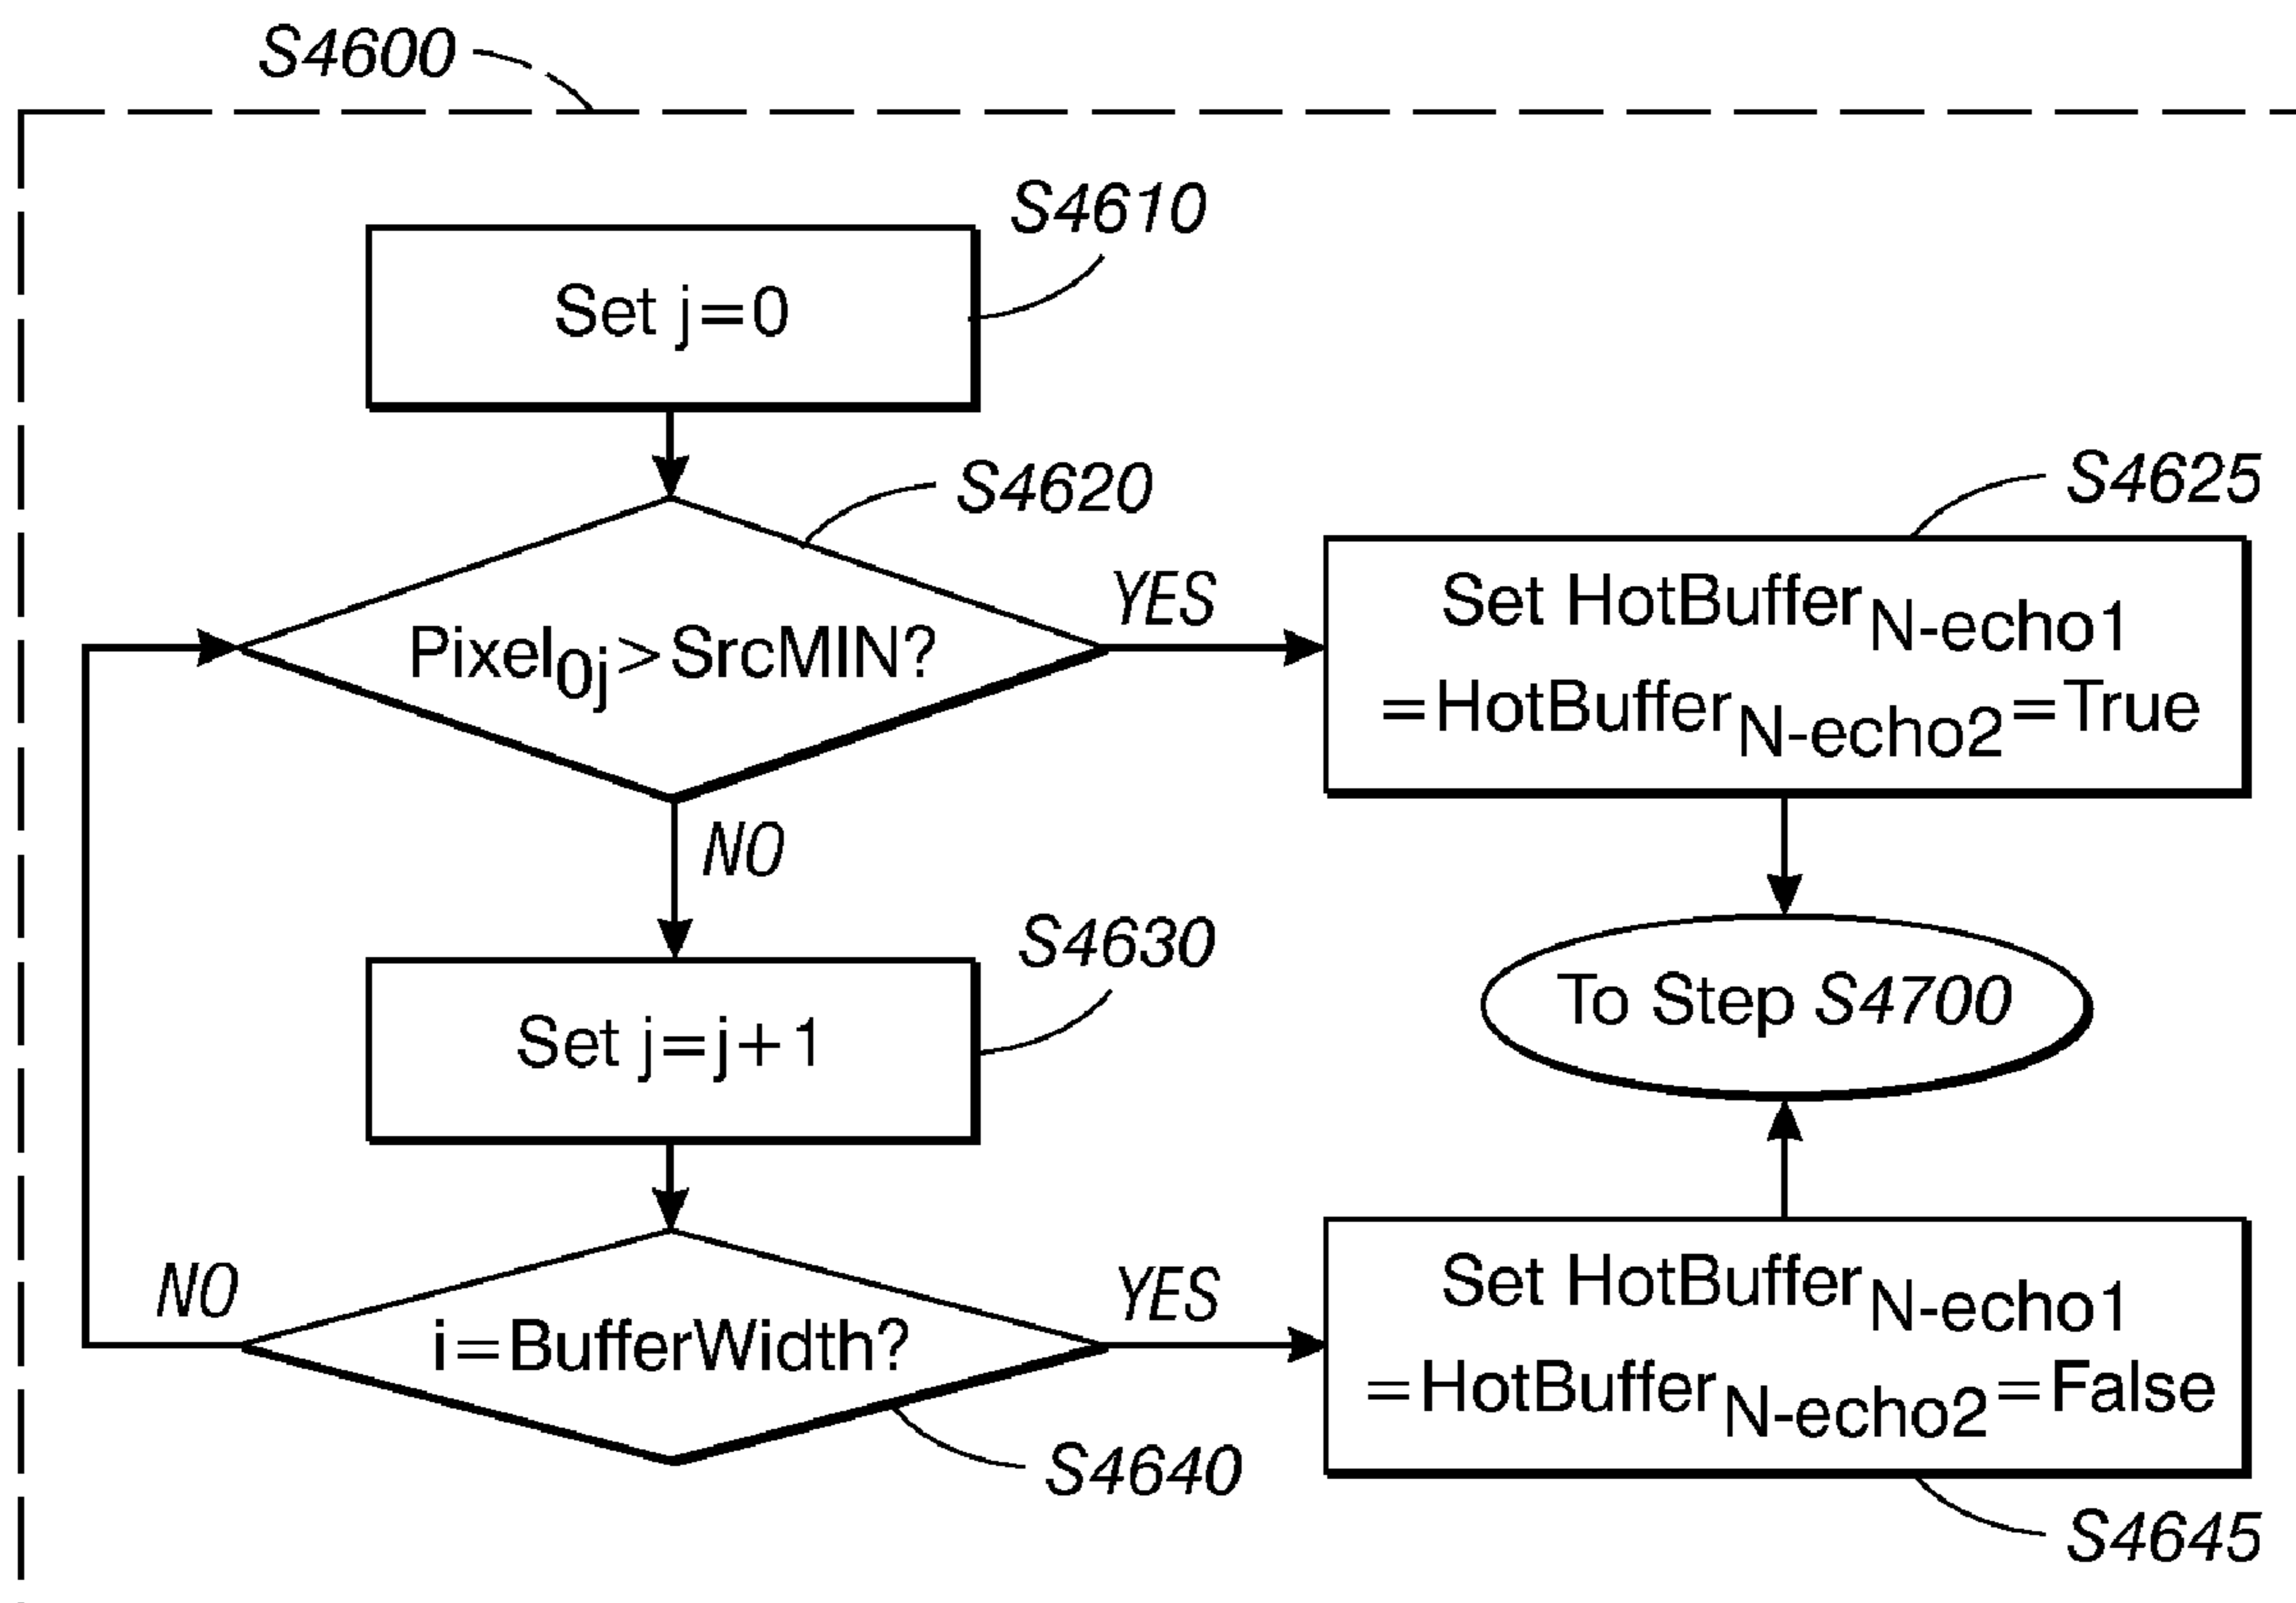 S4600
S4610
Set j=0
S4620
Pixel0j>SrcMIN?
YES
S4625
Set HotBufferN-echo1
=HotBufferN-echo2=True
NO
S4630
Set j=j+1
To Step S4700
NO
i=BufferWidth?
YES
S4640
Set HotBufferN-echo1
=HotBufferN-echo2=False
S4645